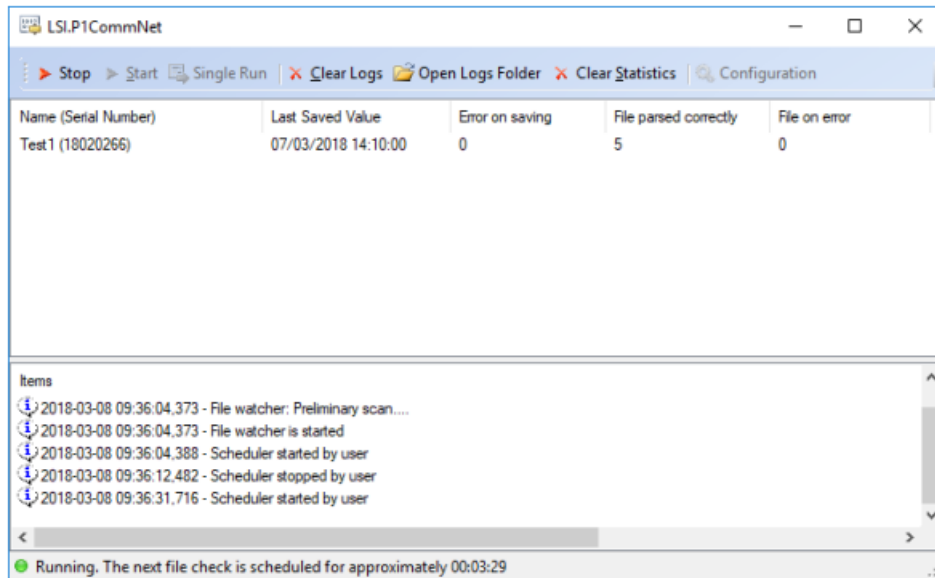 LSI.P1CommNet
Stop Start Single Run Clear Logs Open Logs Folder Clear Statistics Configuration
Name (Serial Number) Last Saved Value Error on saving File parsed correctly File on error
Test1 (18020266) 07/03/2018 14:10:00 0 5 0
Items
2018-03-08 09:36:04,373 - File watcher: Preliminary scan....
2018-03-08 09:36:04,373 - File watcher is started
2018-03-08 09:36:04,388 - Scheduler started by user
2018-03-08 09:36:12,482 - Scheduler stopped by user
2018-03-08 09:36:31,716 - Scheduler started by user
Running. The next file check is scheduled for approximately 00:03:29